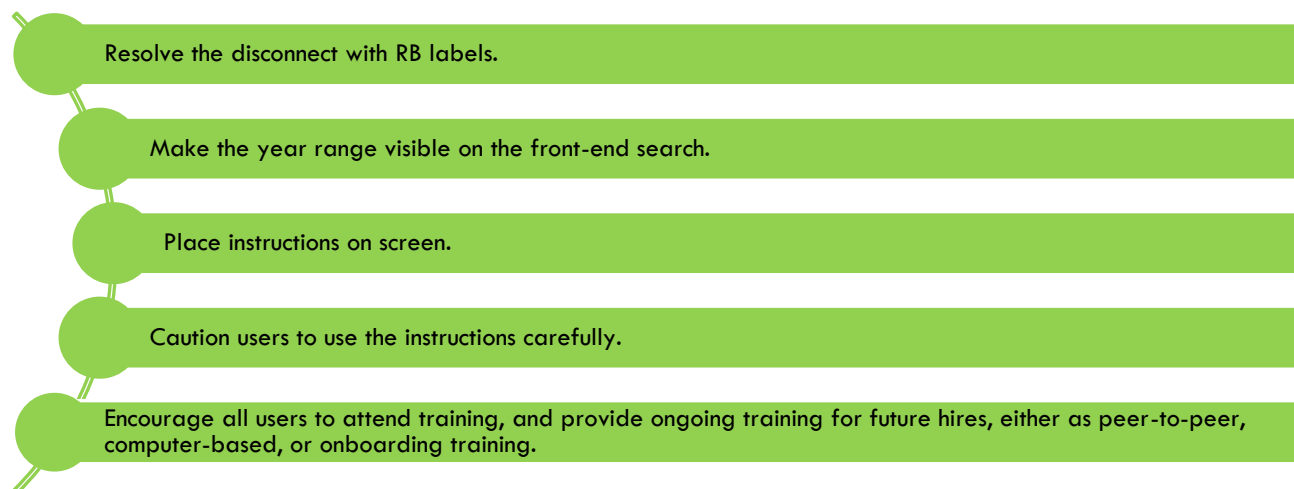 Resolve the disconnect with RB labels.
Make the year range visible on the front-end search.
Place instructions on screen.
Caution users to use the instructions carefully.
Encourage all users to attend training, and provide ongoing training for future hires, either as peer-to-peer,
computer-based, or onboarding training.